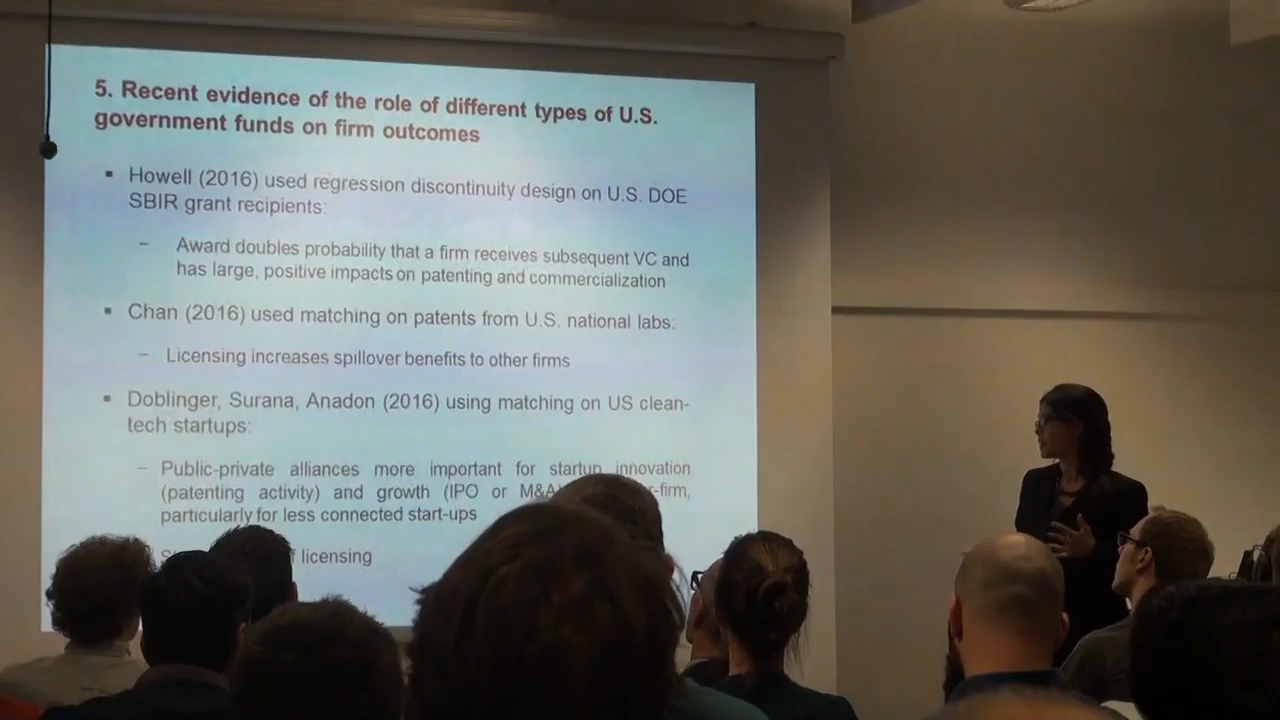 5. Recent evidence of the role of different types of U.S.
government funds on firm outcomes
▪ Howell (2016) used regression discontinuity design on U.S. DOE
SBIR grant recipients:
– Award doubles probability that a firm receives subsequent VC and
has large, positive impacts on patenting and commercialization
▪ Chan (2016) used matching on patents from U.S. national labs:
– Licensing increases spillover benefits to other firms
▪ Doblinger, Surana, Anadon (2016) using matching on US clean-
tech startups:
– Public-private alliances more important for startup innovation
(patenting activity) and growth (IPO or M&A -firm,
particularly for less connected start-ups
licensing